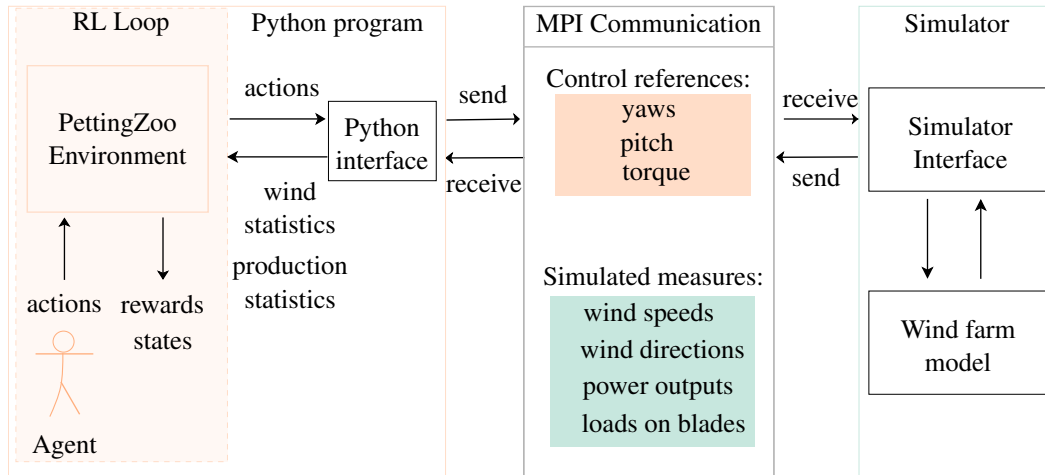 RL Loop
Python program
MPI Communication
Simulator
PettingZoo
Environment
actions
Python
interface
wind
statistics
production
statistics
actions
rewards
states
Agent
send
receive
Control references:
yaws
pitch
torque
Simulated measures:
wind speeds
wind directions
power outputs
loads on blades
receive
send
Simulator
Interface
Wind farm
model